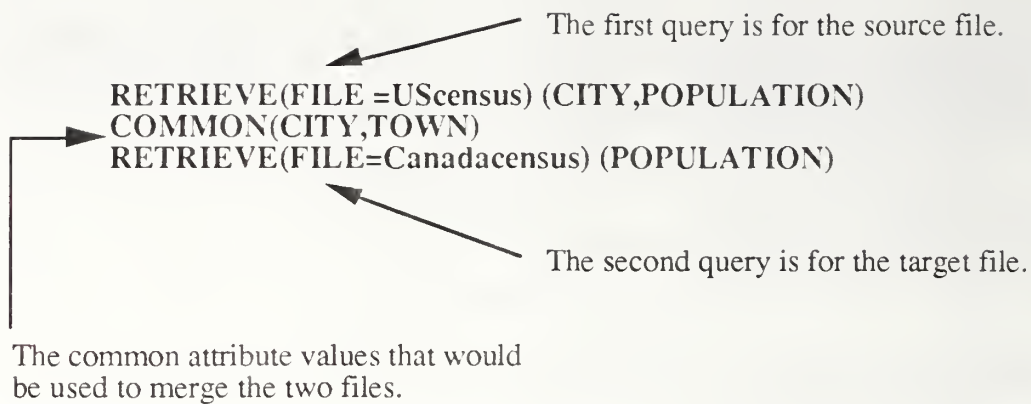 The first query is for the source file.
RETRIEVE(FILE =UScensus) (CITY,POPULATION)
COMMON(CITY,TOWN)
RETRIEVE(FILE=Canadacensus) (POPULATION)
The second query is for the target file.
The common attribute values that would
be used to merge the two files.